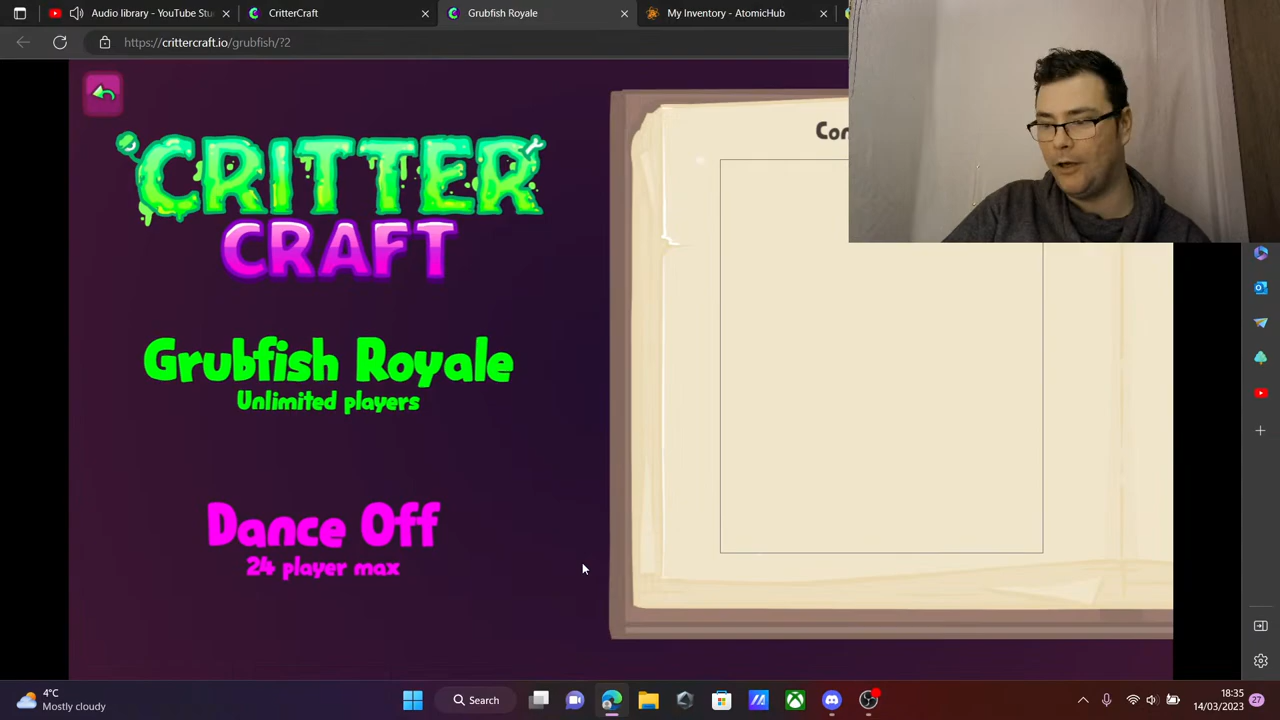 Audio library - YouTube Stu
CritterCraft
Grubfish Royale
My Inventory - AtomicHub
https://crittercraft.io/grubfish/?2
CRITTER
CRAFT
Grubfish Royale
Unlimited players
Dance Off
24 player max
4°C
Mostly cloudy
Search
18:35
14/03/2023
27